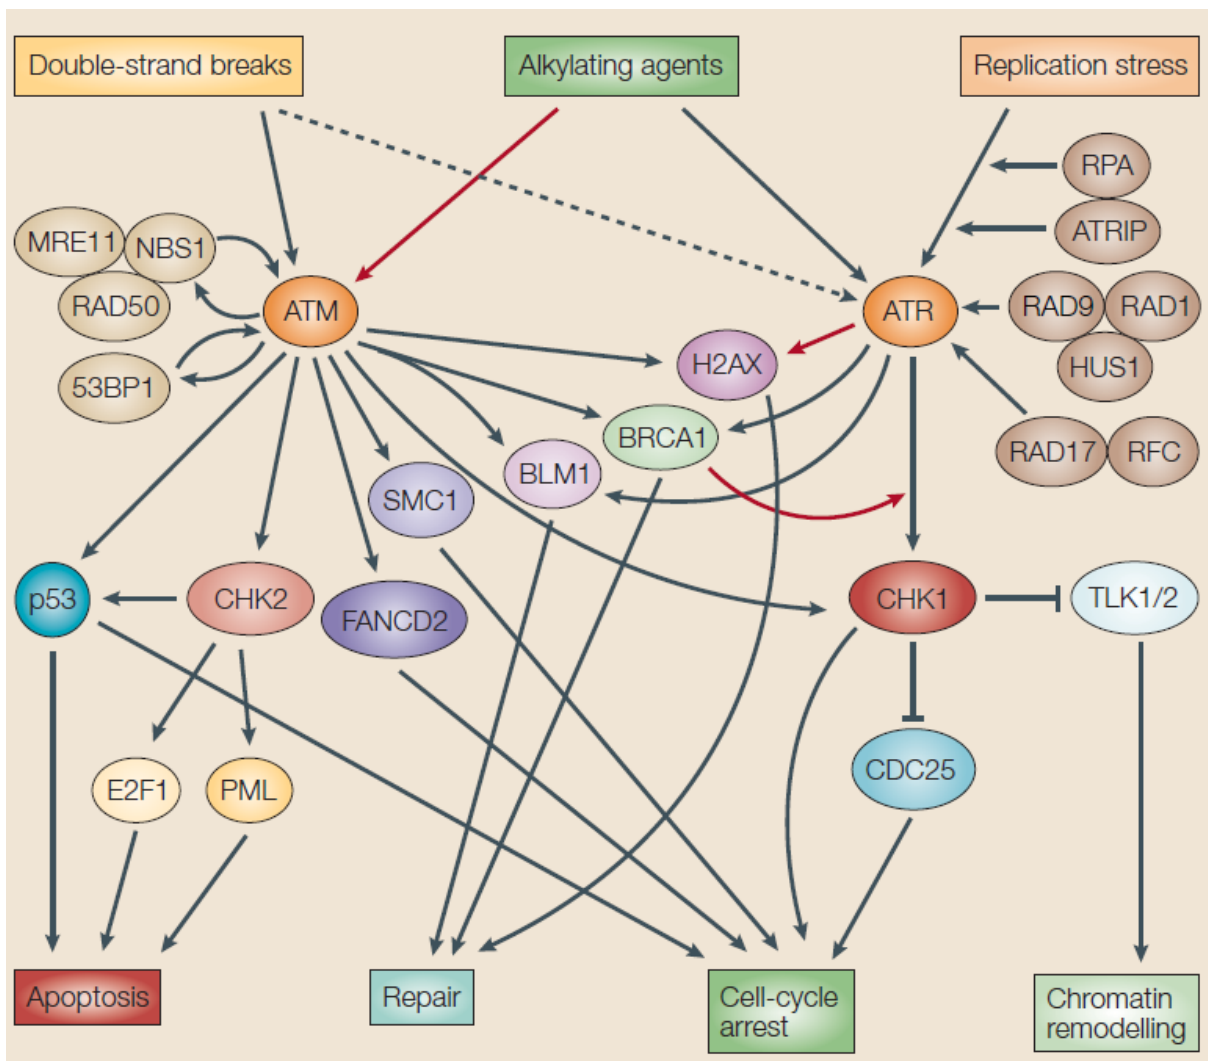 Double-strand breaks
Alkylating agents
Replication stress
RPA
ATRIP
MRE11
NBS1
RAD50
ATM
ATR
RAD9
RAD1
HUS1
53BP1
H2AX
BRCA1
RAD17
RFC
BLM1
SMC1
p53
CHK2
FANCD2
CHK1
TLK1/2
E2F1
PML
CDC25
Apoptosis
Repair
Cell-cycle
arrest
Chromatin
remodelling